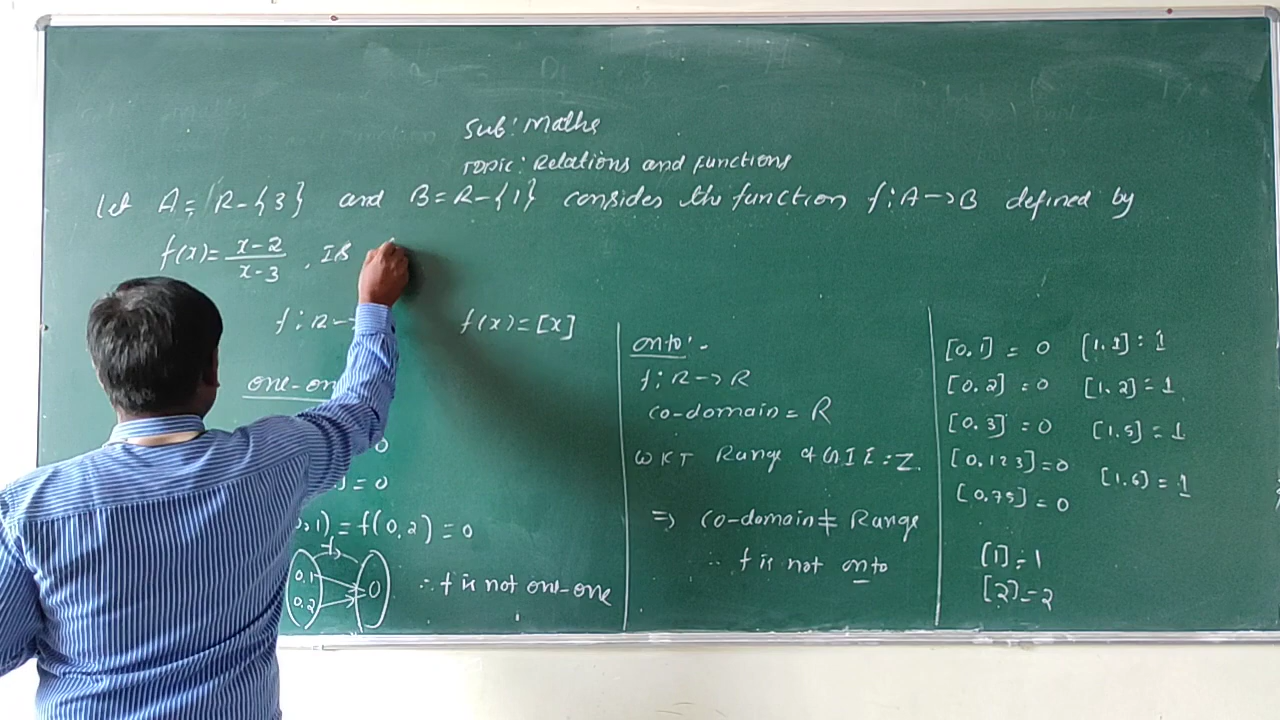 Sub: Maths
Topic: Relations and Functions
Let A = R-{3} and B = R-{1} consides the function f: A→B defined by
f(x) = x-2/x-3 , IS
f: R→ f(x) = [x]
one-on
0
] = 0
0,1) = f(0,2) = 0
f
0,1
0,2
0
∴ f is not one-one
onto:-
f: R→R
Co-domain = R
WKT Range of GIF = Z.
⇒ Co-domain ≠ Range
∴ f is not onto
[0,1] = 0 [1,1] = 1
[0,2] = 0 [1,2] = 1
[0,3] = 0 [1,5] = 1
[0,123] = 0 [1,6] = 1
[0,75] = 0
[1] = 1
[2] = 2